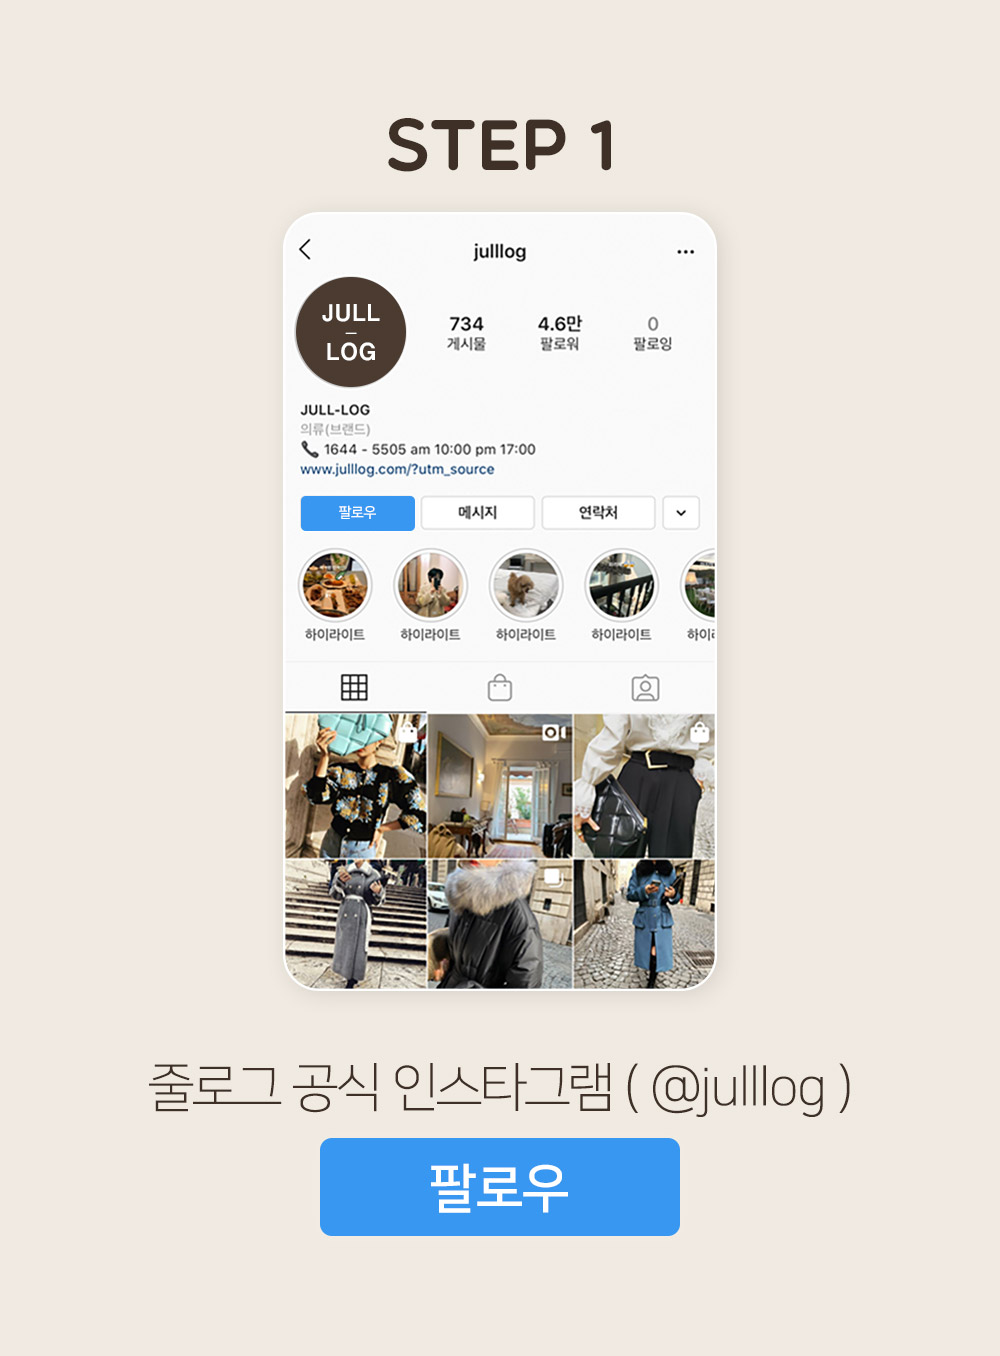 STEP 1
julllog
JULL
LOG
734 4.6만 0
게시물 팔로워 팔로잉
JULL-LOG
의류(브랜드)
1644 - 5505 am 10:00 pm 17:00
www.julllog.com/?utm_source
팔로우 메시지 연락처
하이라이트 하이라이트 하이라이트 하이라이트 하이
줄로그 공식 인스타그램 ( @julllog )
팔로우